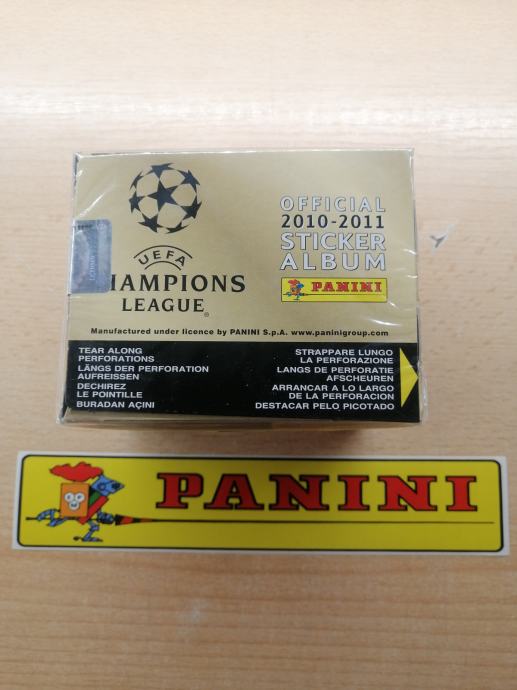 UEFA
CHAMPIONS
LEAGUE
OFFICIAL
2010-2011
STICKER
ALBUM
PANINI
Manufactured under licence by PANINI S.p.A. www.paninigroup.com
TEAR ALONG
PERFORATIONS
LÄNGS DER PERFORATION
AUFREISSEN
DECHIREZ
LE POINTILLE
BURADAN AÇINI
STRAPPARE LUNGO
LA PERFORAZIONE
LANGS DE PERFORATIE
AFSCHEUREN
ARRANCAR A LO LARGO
DE LA PERFORACION
DESTACAR PELO PICOTADO
PANINI